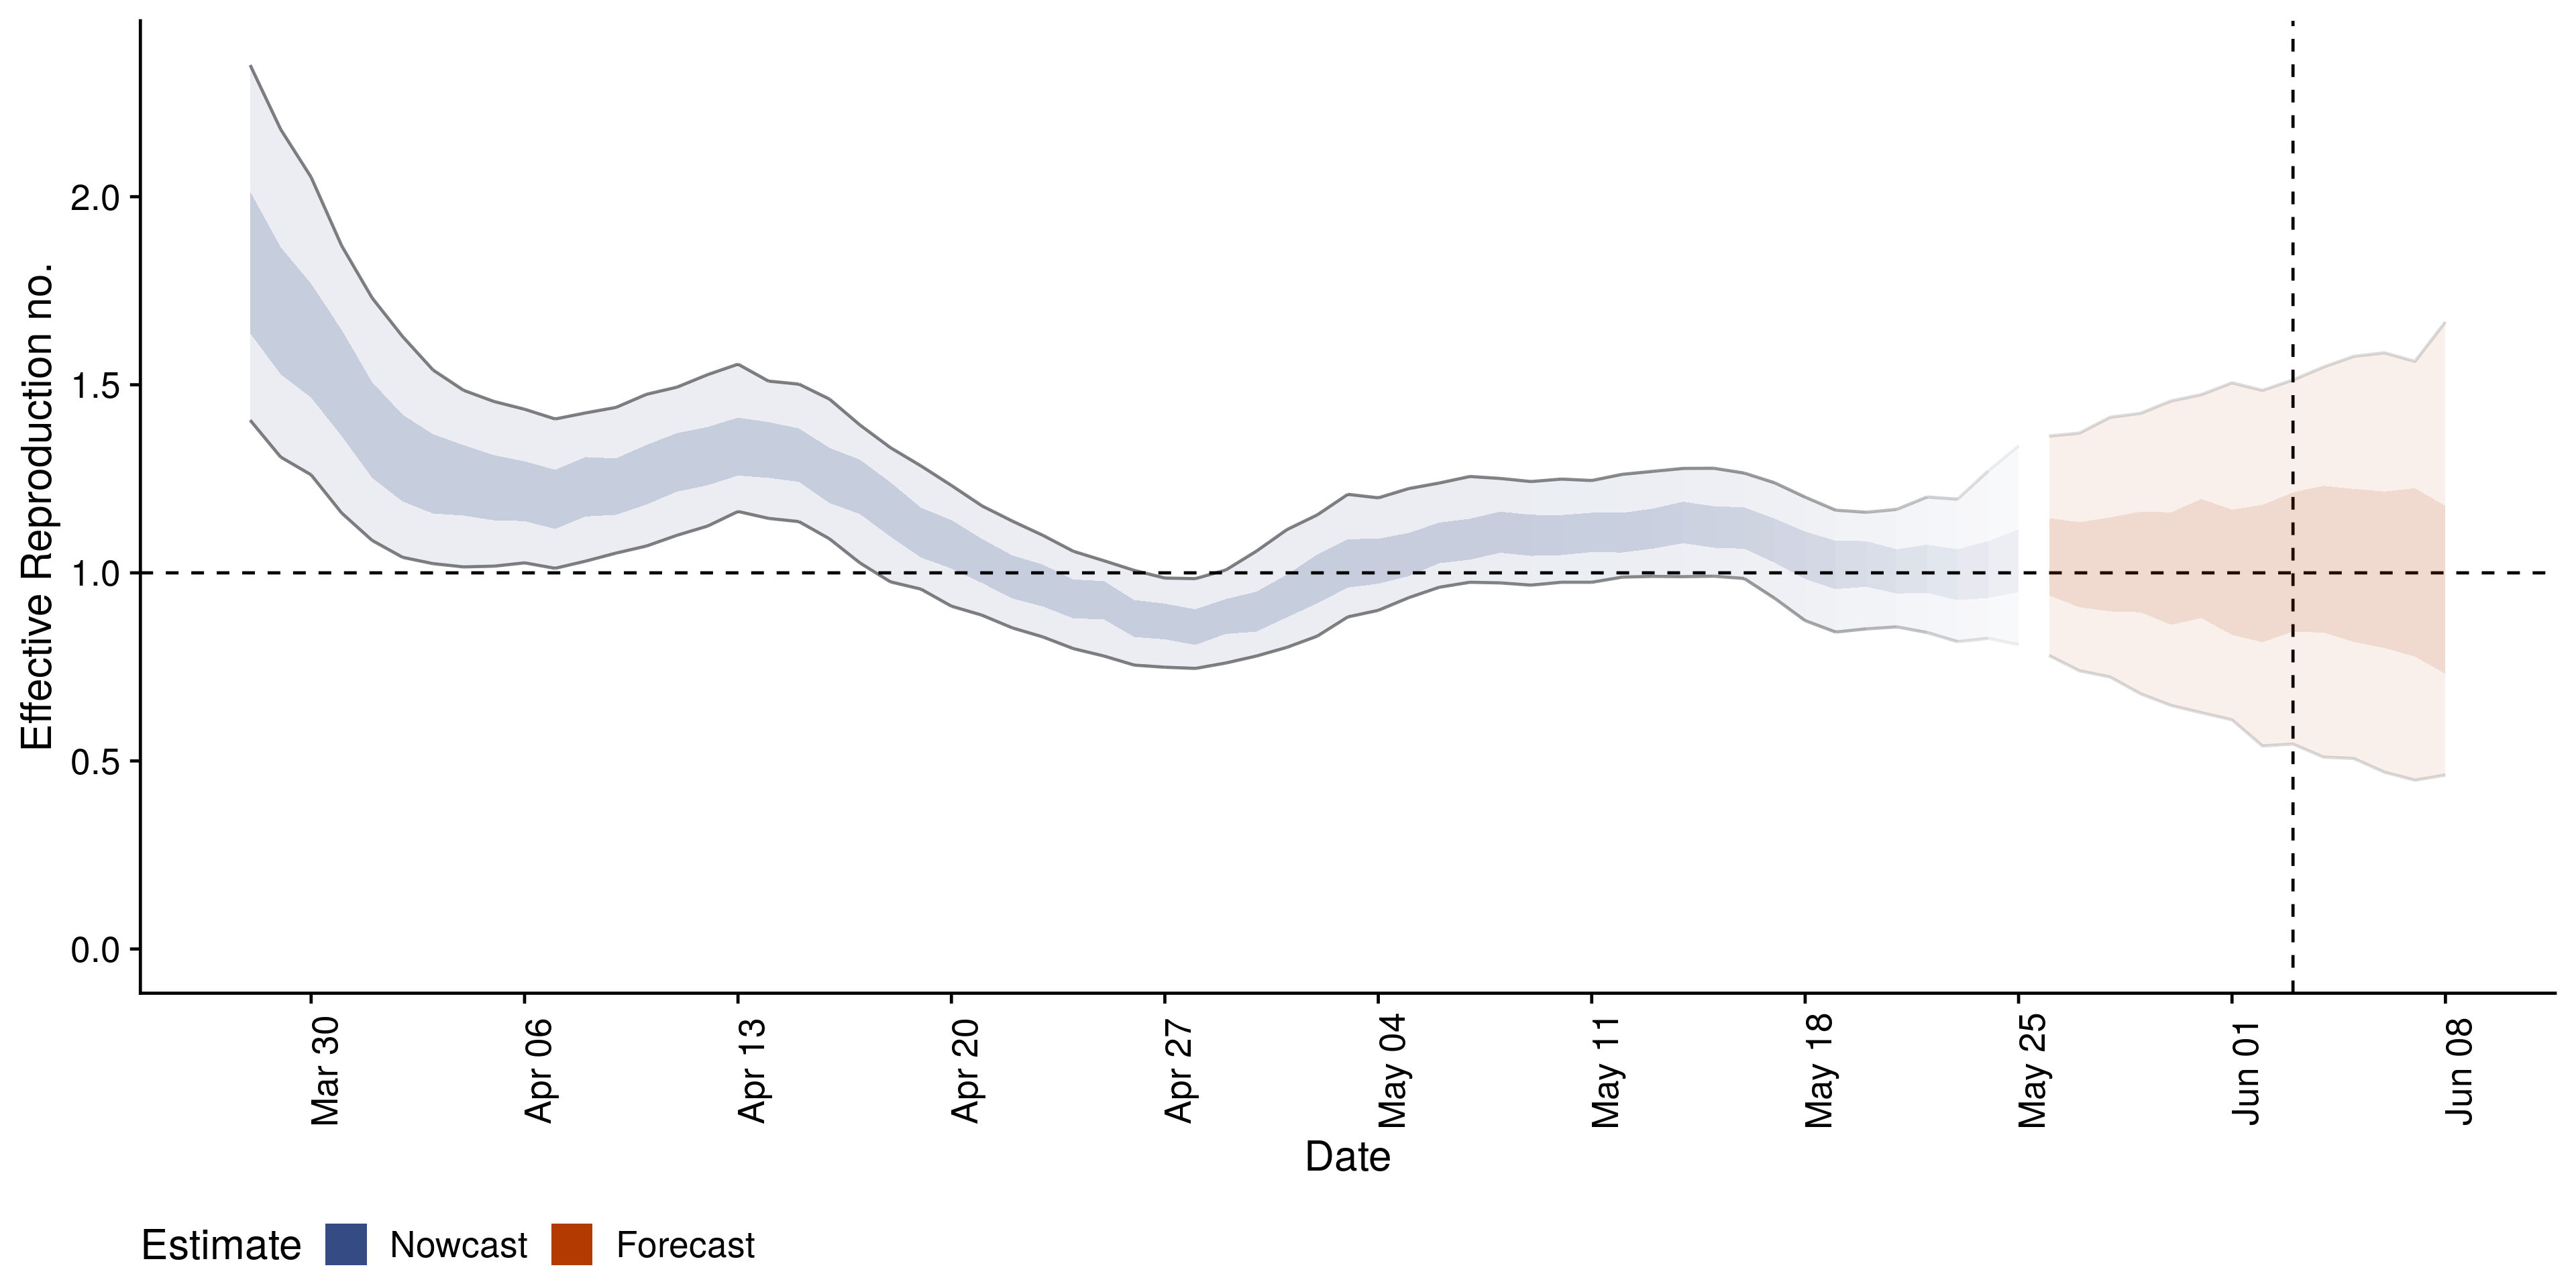 Effective Reproduction no.
2.0
1.5
1.0
0.5
0.0
Mar 30
Apr 06
Apr 13
Apr 20
Apr 27
May 04
May 11
May 18
May 25
Jun 01
Jun 08
Date
Estimate Nowcast Forecast